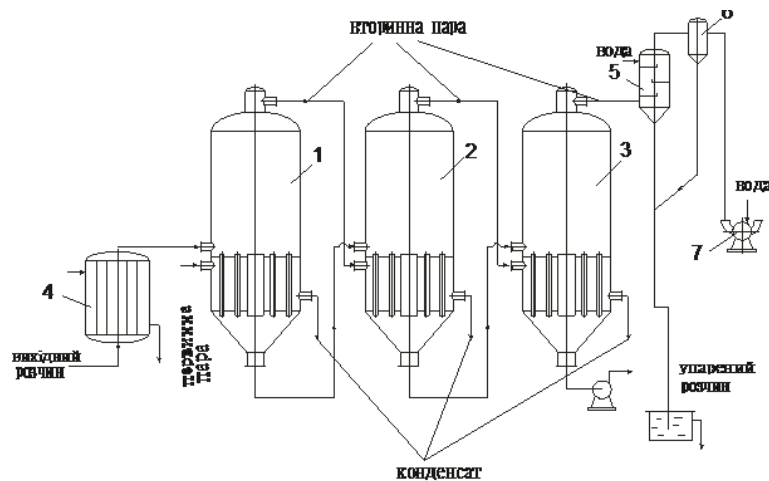 вторинна пара
вода
6
5
1
2
3
вода
7
4
вихідний
розчин
первинна
пара
упарений
розчин
конденсат